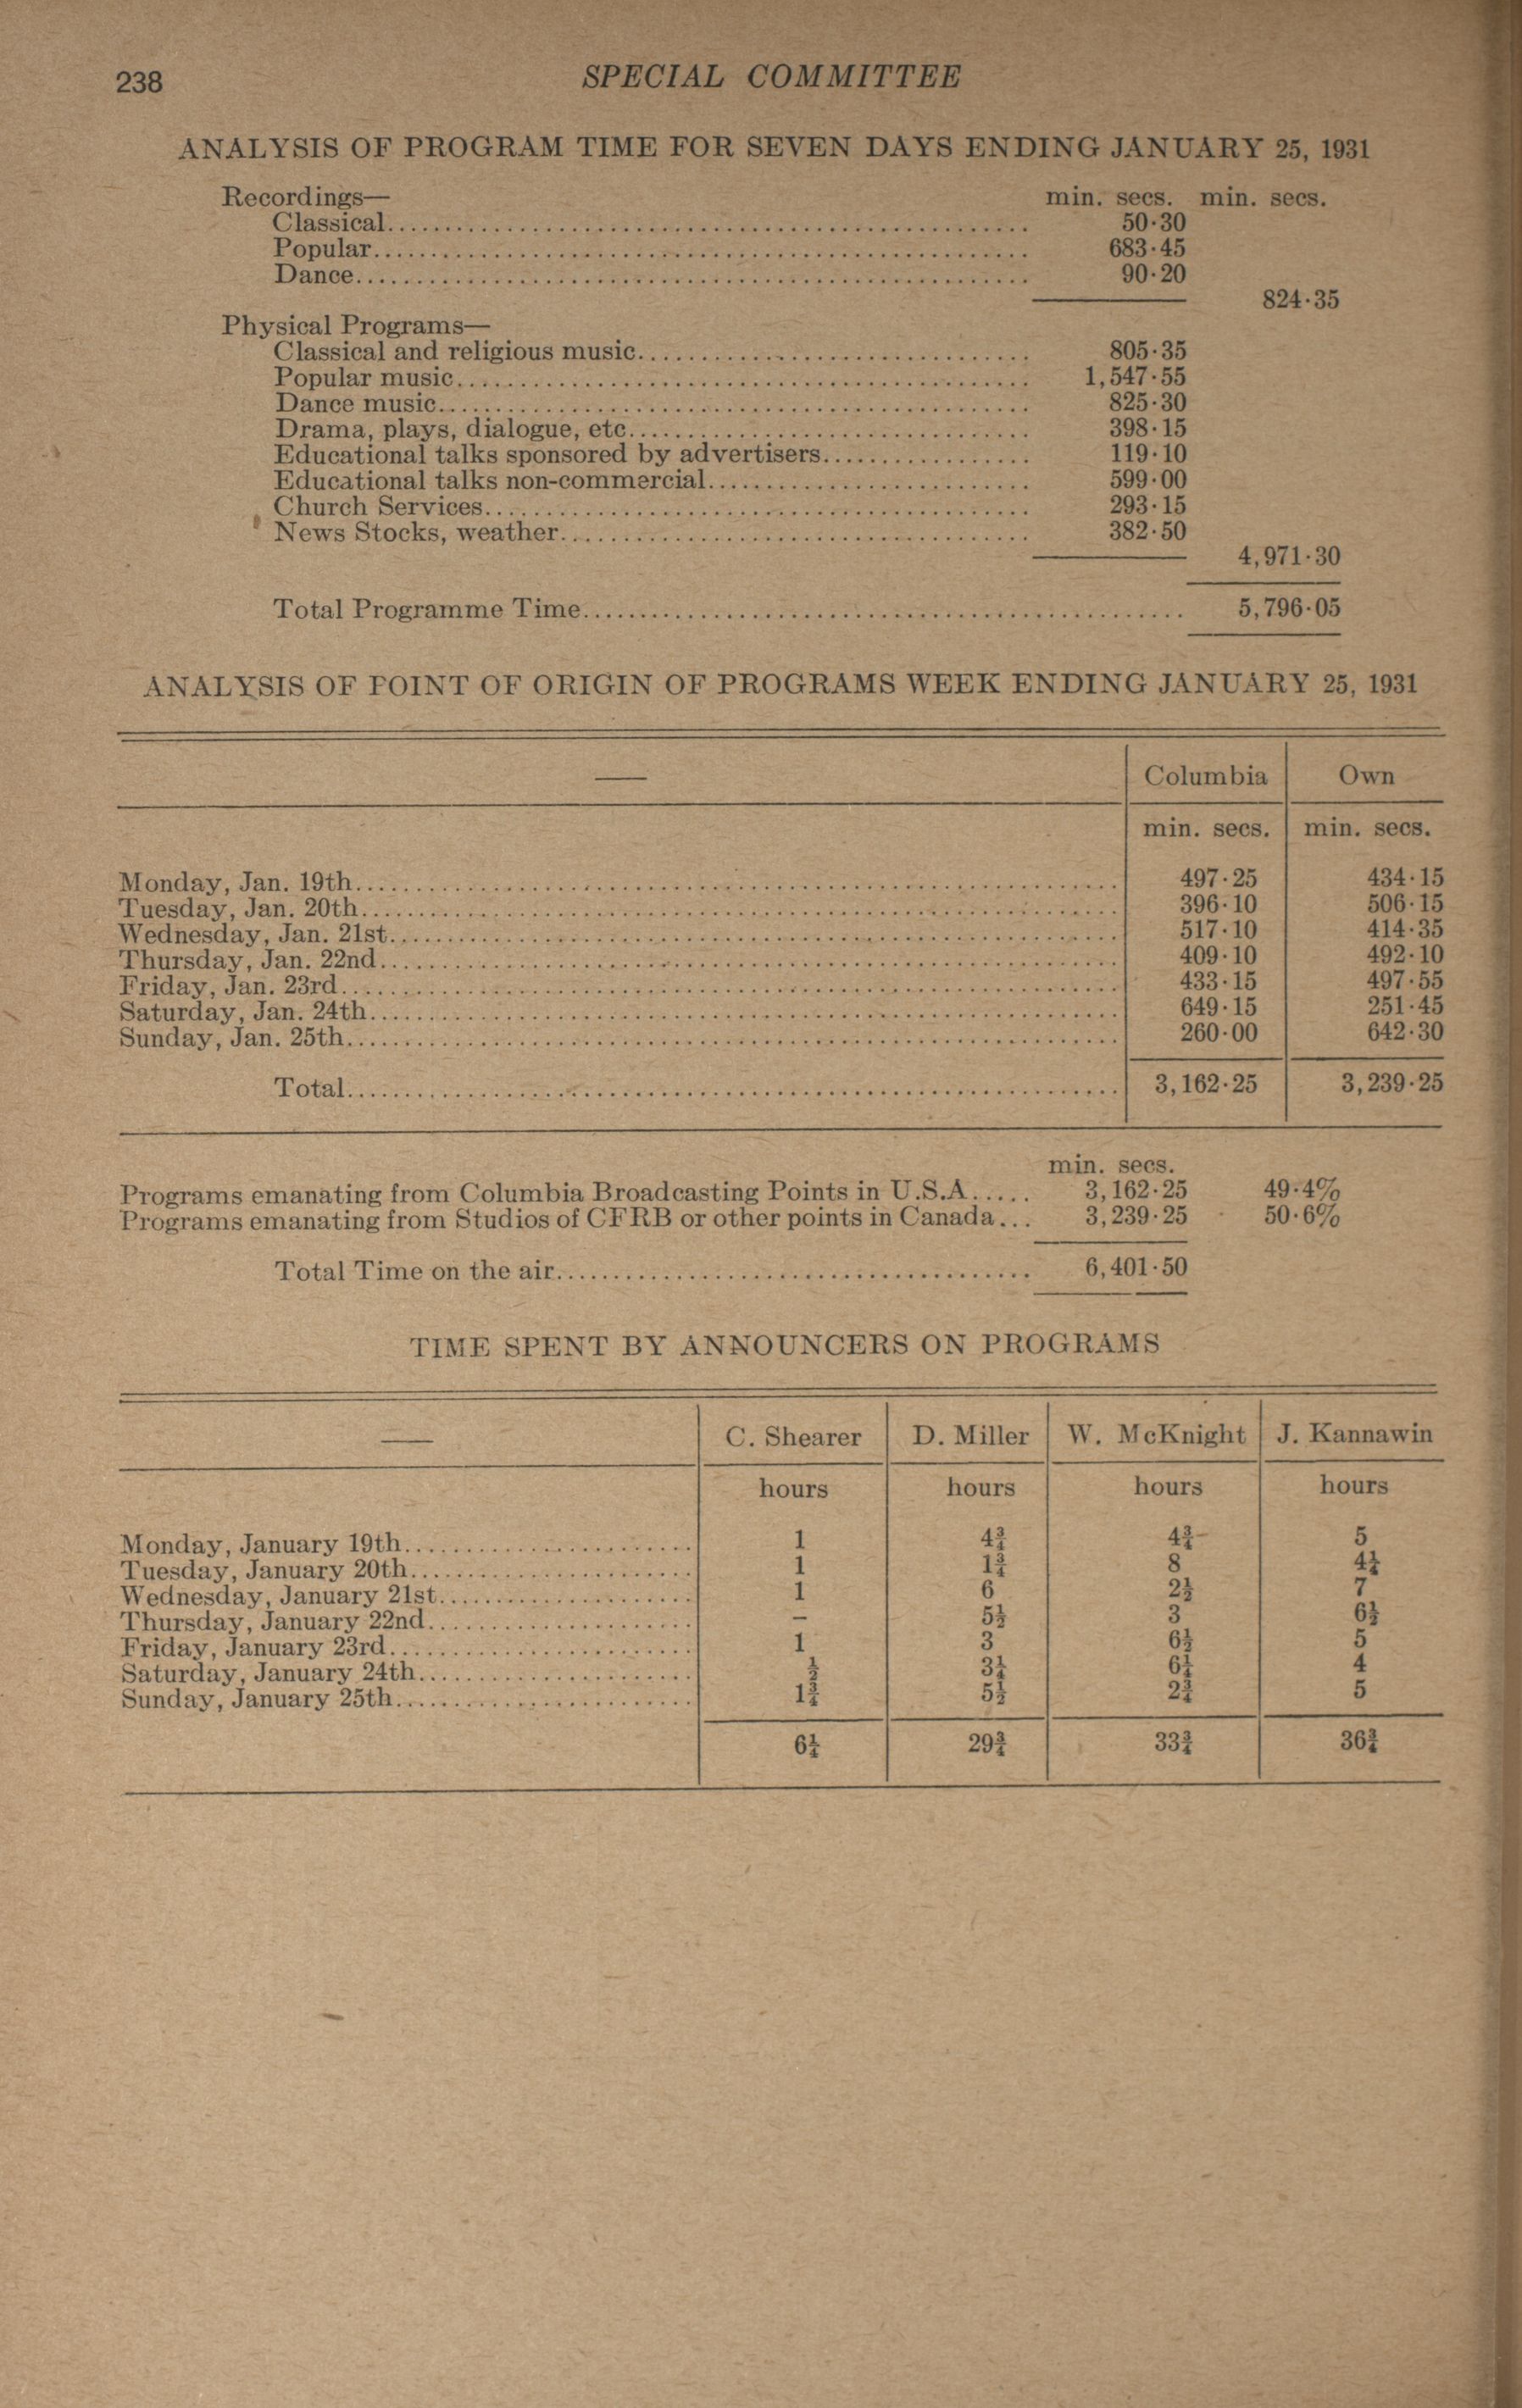 238
SPECIAL COMMITTEE
ANALYSIS OF PROGRAM TIME FOR SEVEN DAYS ENDING JANUARY 25, 1931
Recordings— min. secs. min. secs.
Classical 50·30
Popular 683·45
Dance 90·20
824·35
Physical Programs—
Classical and religious music 805·35
Popular music 1,547·55
Dance music 825·30
Drama, plays, dialogue, etc. 398·15
Educational talks sponsored by advertisers 119·10
Educational talks non-commercial 599·00
Church Services 293·15
News Stocks, weather 382·50
4,971·30
Total Programme Time 5,796·05
ANALYSIS OF POINT OF ORIGIN OF PROGRAMS WEEK ENDING JANUARY 25, 1931
— Columbia Own
min. secs. min. secs.
Monday, Jan. 19th 497·25 434·15
Tuesday, Jan. 20th 396·10 506·15
Wednesday, Jan. 21st 517·10 414·35
Thursday, Jan. 22nd 409·10 492·10
Friday, Jan. 23rd 433·15 497·55
Saturday, Jan. 24th 649·15 251·45
Sunday, Jan. 25th 260·00 642·30
Total 3,162·25 3,239·25
min. secs.
Programs emanating from Columbia Broadcasting Points in U.S.A. 3,162·25 49·4%
Programs emanating from Studios of CFRB or other points in Canada 3,239·25 50·6%
Total Time on the air 6,401·50
TIME SPENT BY ANNOUNCERS ON PROGRAMS
— C. Shearer D. Miller W. McKnight J. Kannawin
hours hours hours hours
Monday, January 19th 1 4¾ 4¾ 5
Tuesday, January 20th 1 1¾ 8 4¼
Wednesday, January 21st 1 6 2½ 7
Thursday, January 22nd – 5½ 3 6½
Friday, January 23rd 1 3 6½ 5
Saturday, January 24th ½ 3¼ 6¼ 4
Sunday, January 25th 1¾ 5½ 2¾ 5
6¼ 29¾ 33¾ 36¾